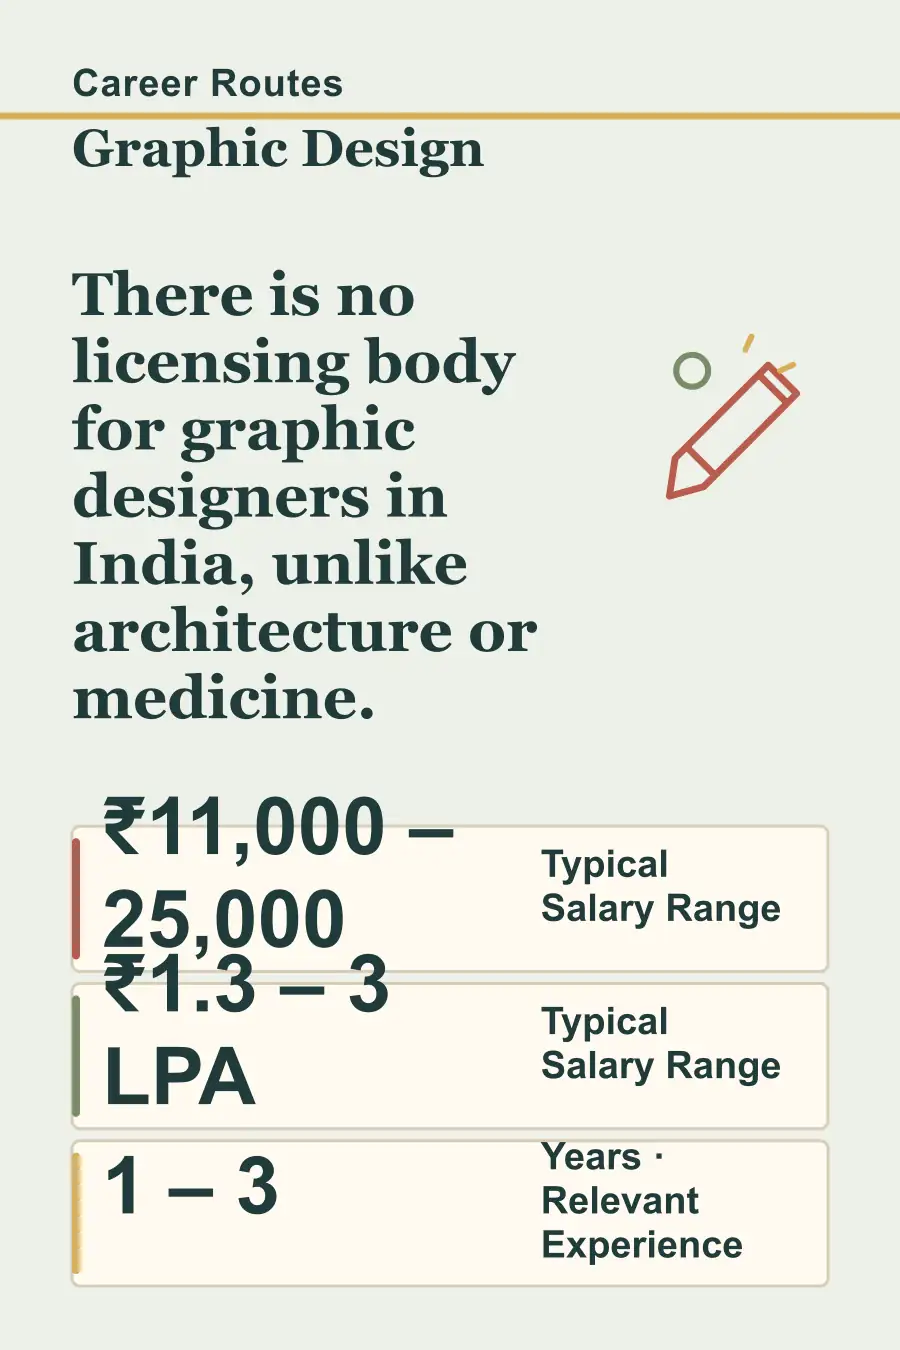 Career Routes
Graphic Design
There is no
licensing body
for graphic
designers in
India, unlike
architecture or
medicine.
₹11,000 –
25,000
Typical
Salary Range
₹1.3 – 3
LPA
Typical
Salary Range
1 – 3
Years ·
Relevant
Experience